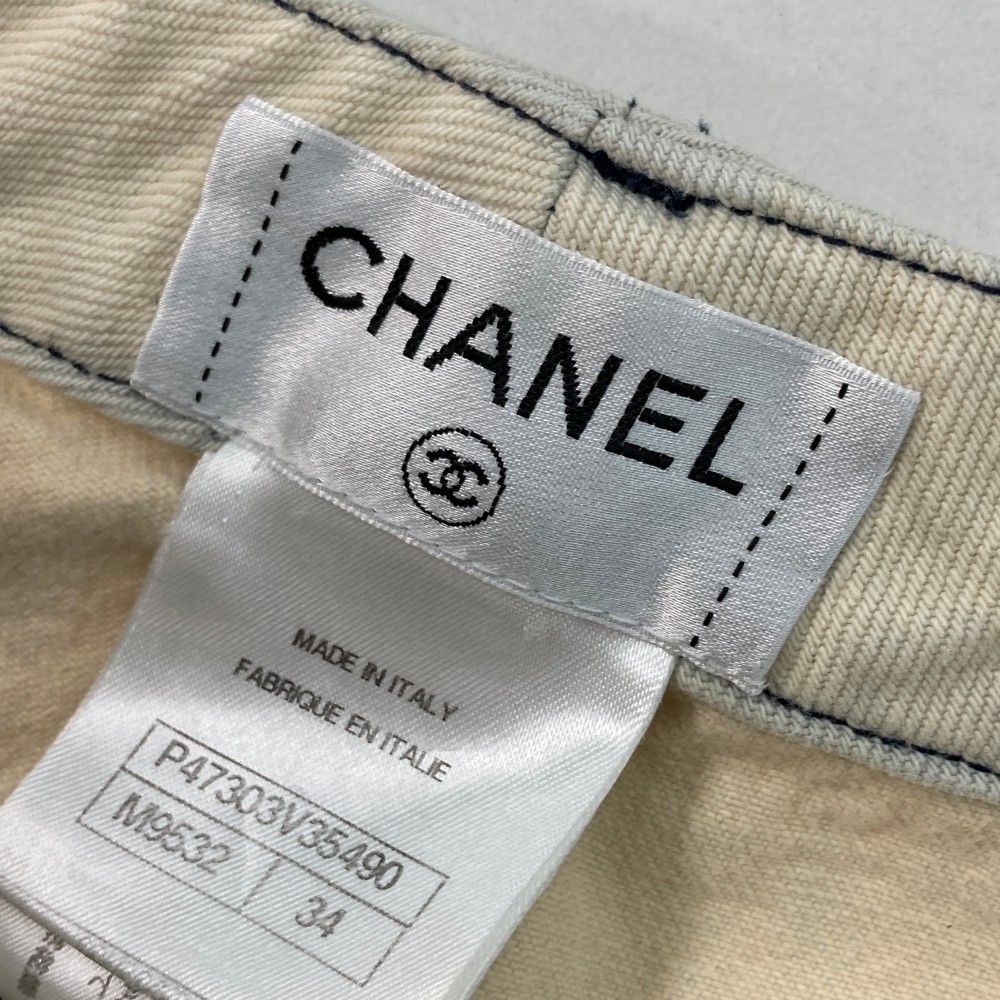 CHANEL
MADE IN ITALY
FABRIQUE EN ITALIE
P47303V35490
M9532 34